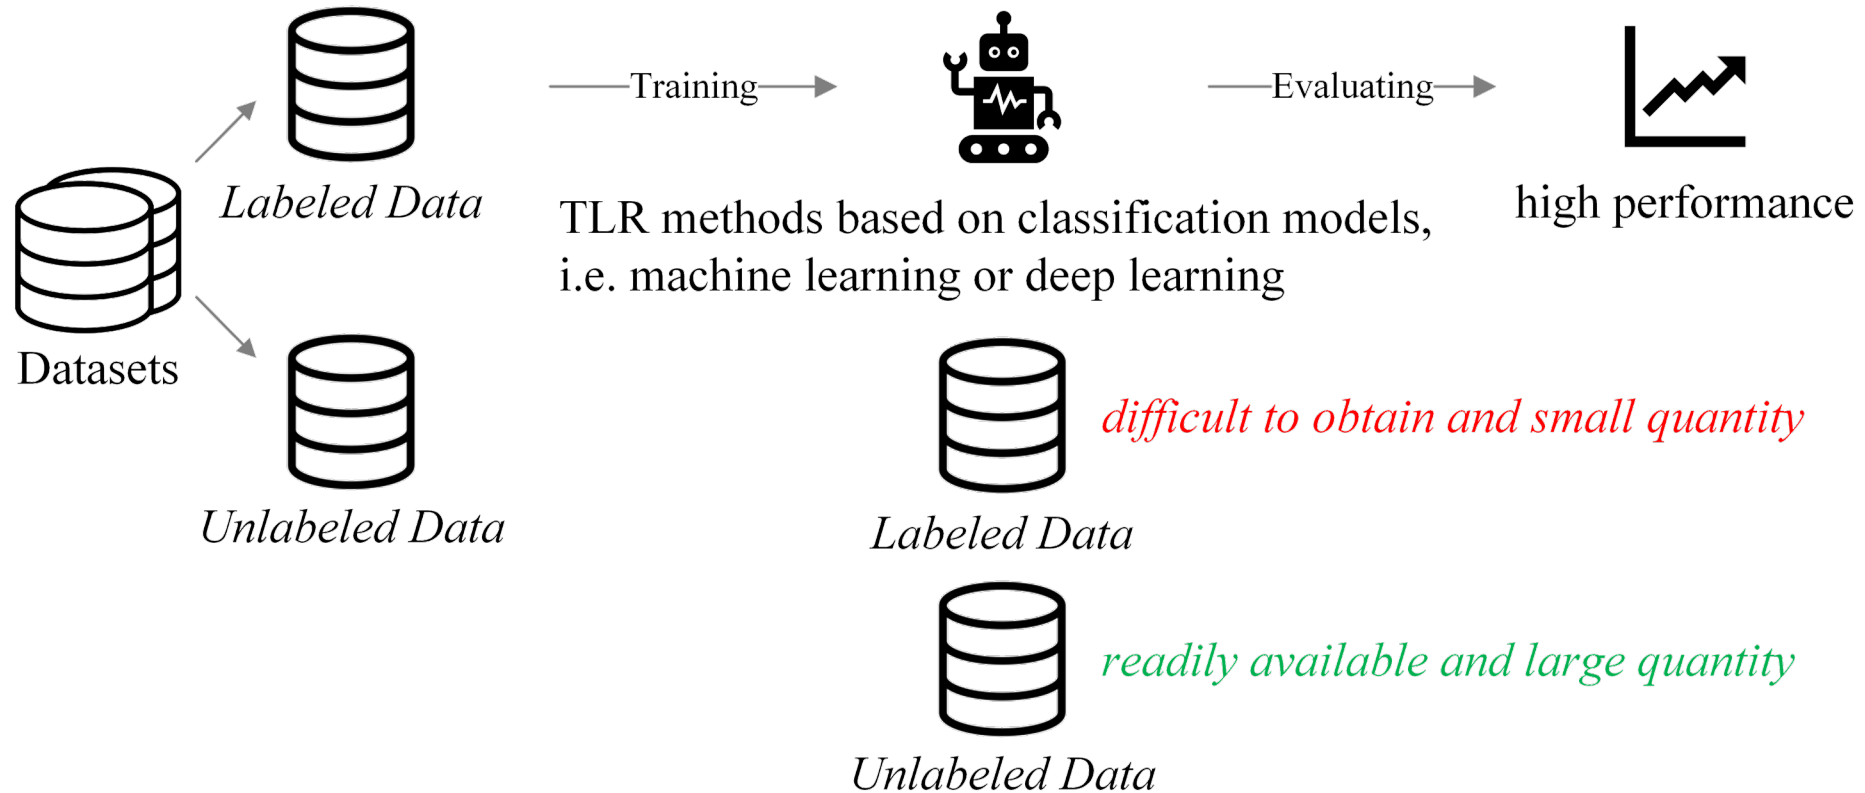 Training
Evaluating
Labeled Data
high performance
TLR methods based on classification models,
i.e. machine learning or deep learning
Datasets
difficult to obtain and small quantity
Unlabeled Data
Labeled Data
readily available and large quantity
Unlabeled Data